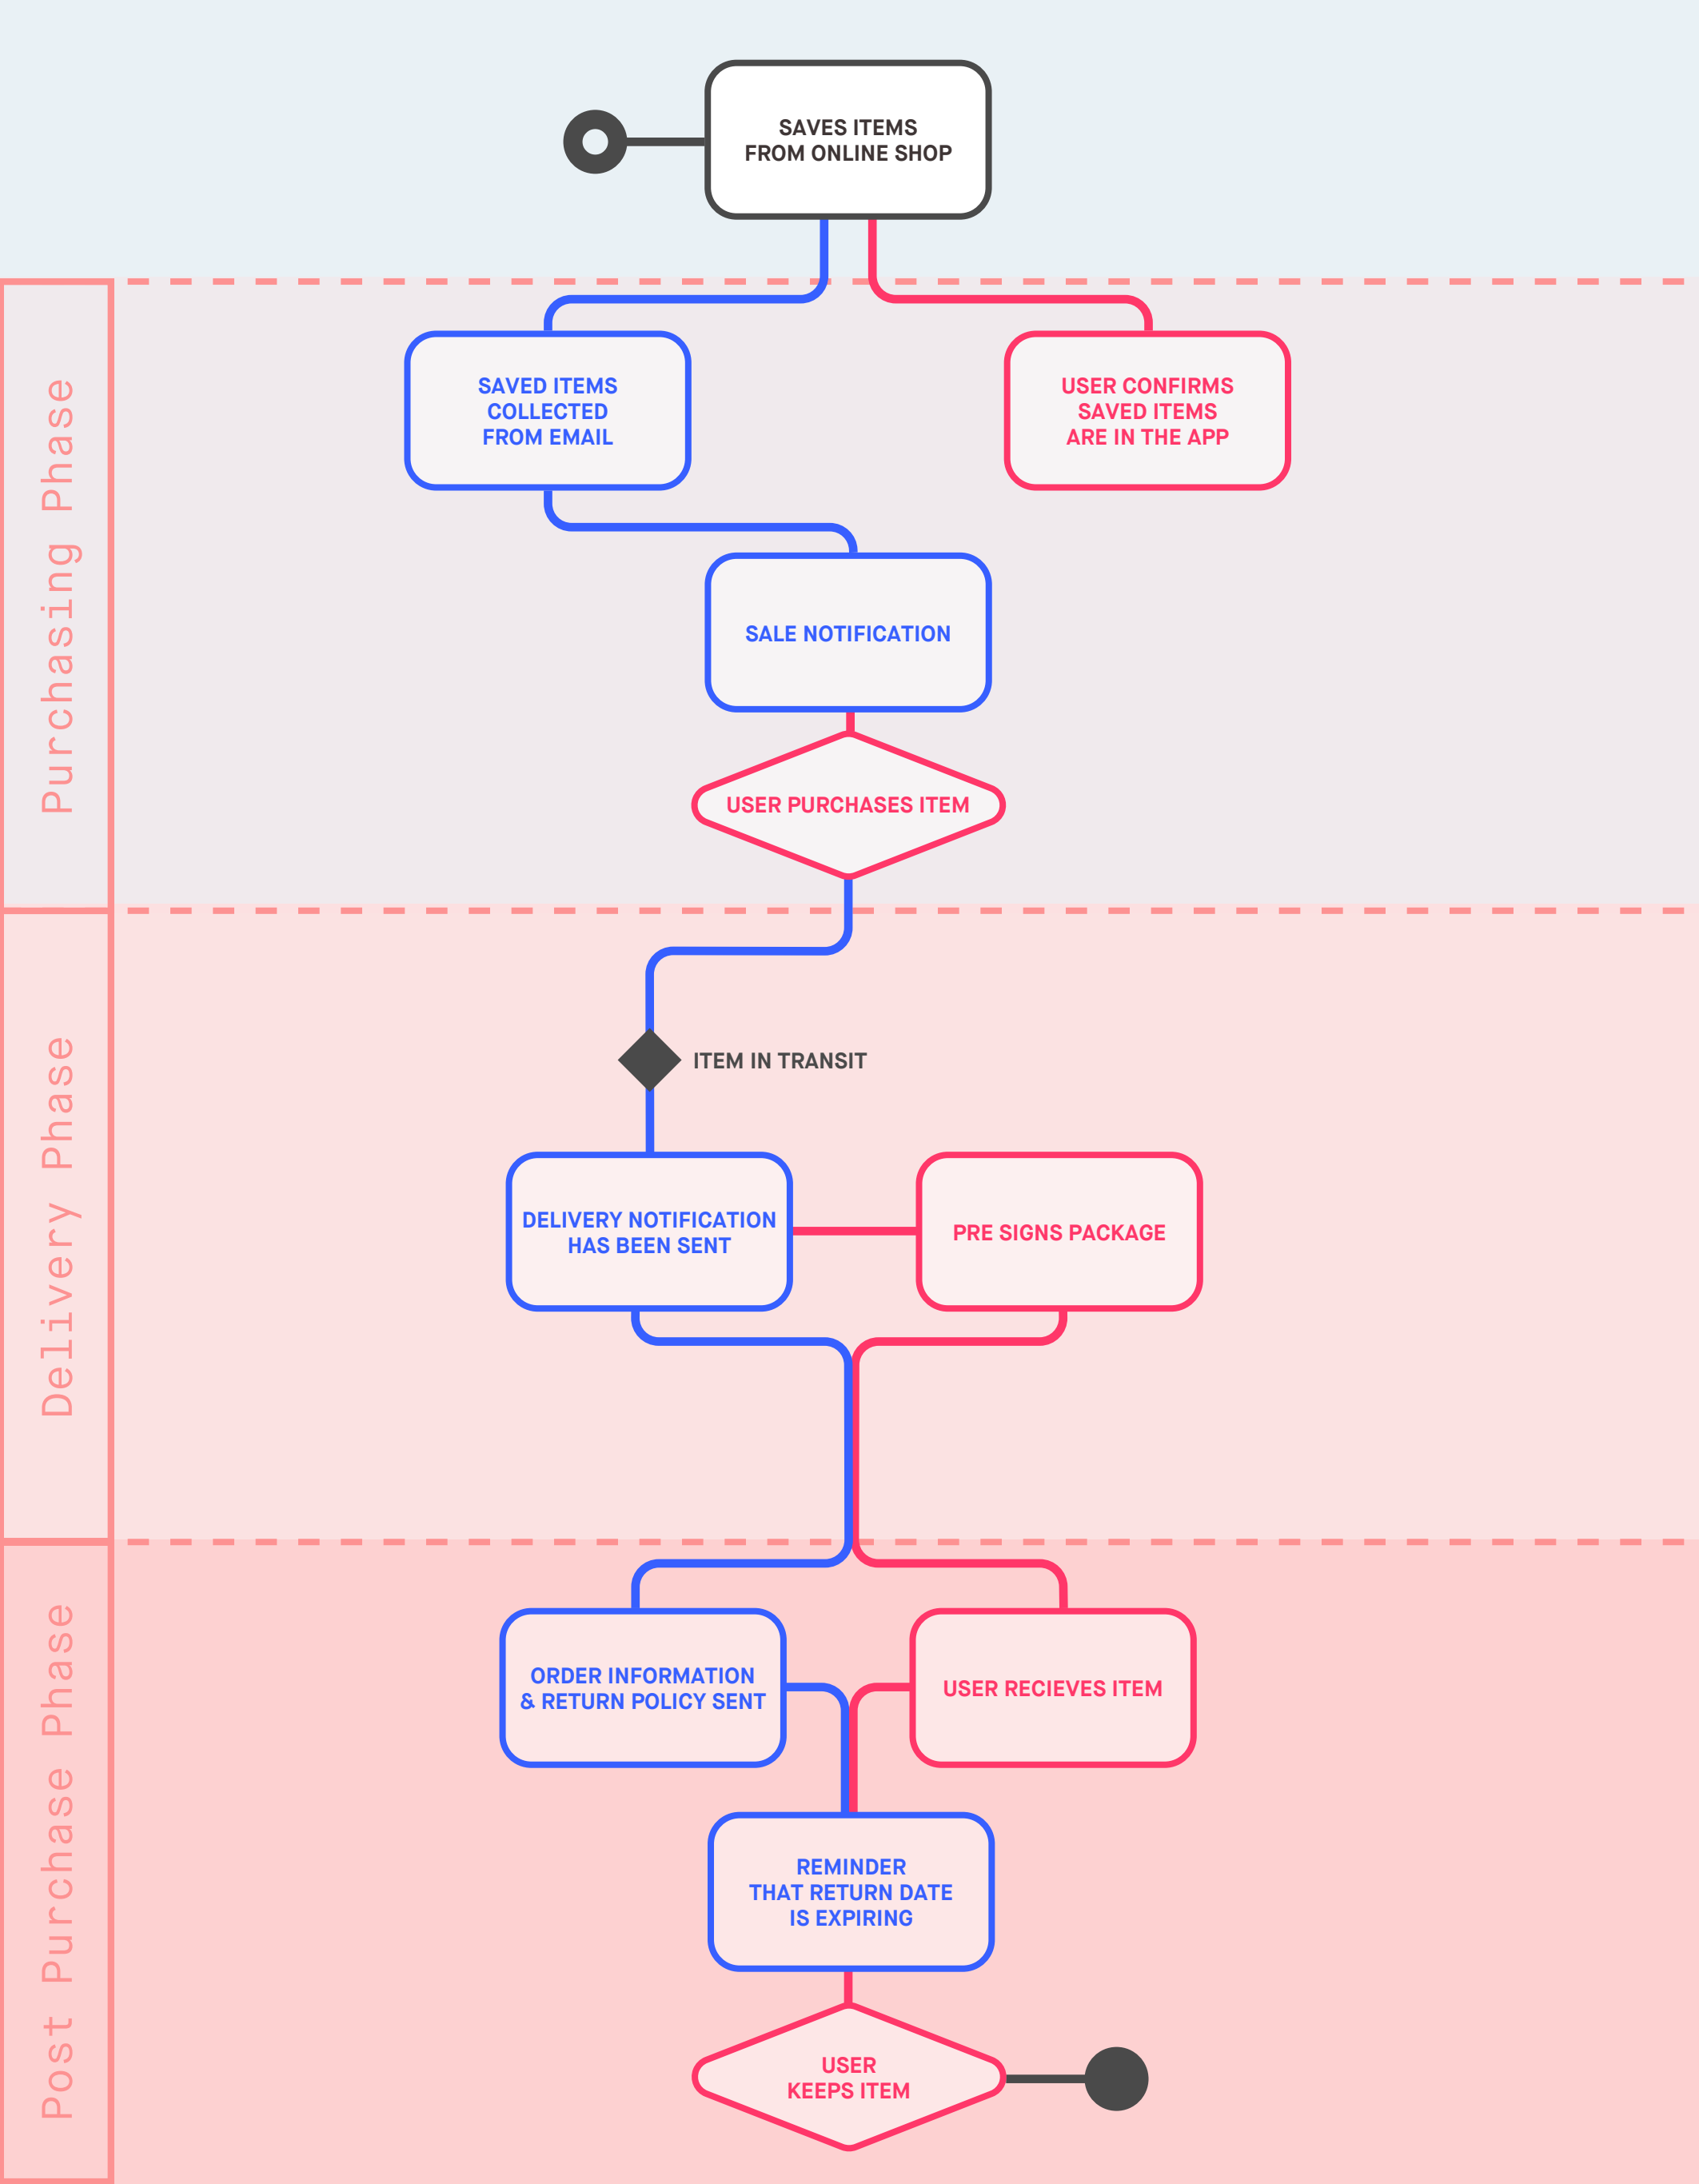 SAVES ITEMS
FROM ONLINE SHOP
Purchasing Phase
SAVED ITEMS
COLLECTED
FROM EMAIL
USER CONFIRMS
SAVED ITEMS
ARE IN THE APP
SALE NOTIFICATION
USER PURCHASES ITEM
Delivery Phase
ITEM IN TRANSIT
DELIVERY NOTIFICATION
HAS BEEN SENT
PRE SIGNS PACKAGE
Post Purchase Phase
ORDER INFORMATION
& RETURN POLICY SENT
USER RECIEVES ITEM
REMINDER
THAT RETURN DATE
IS EXPIRING
USER
KEEPS ITEM